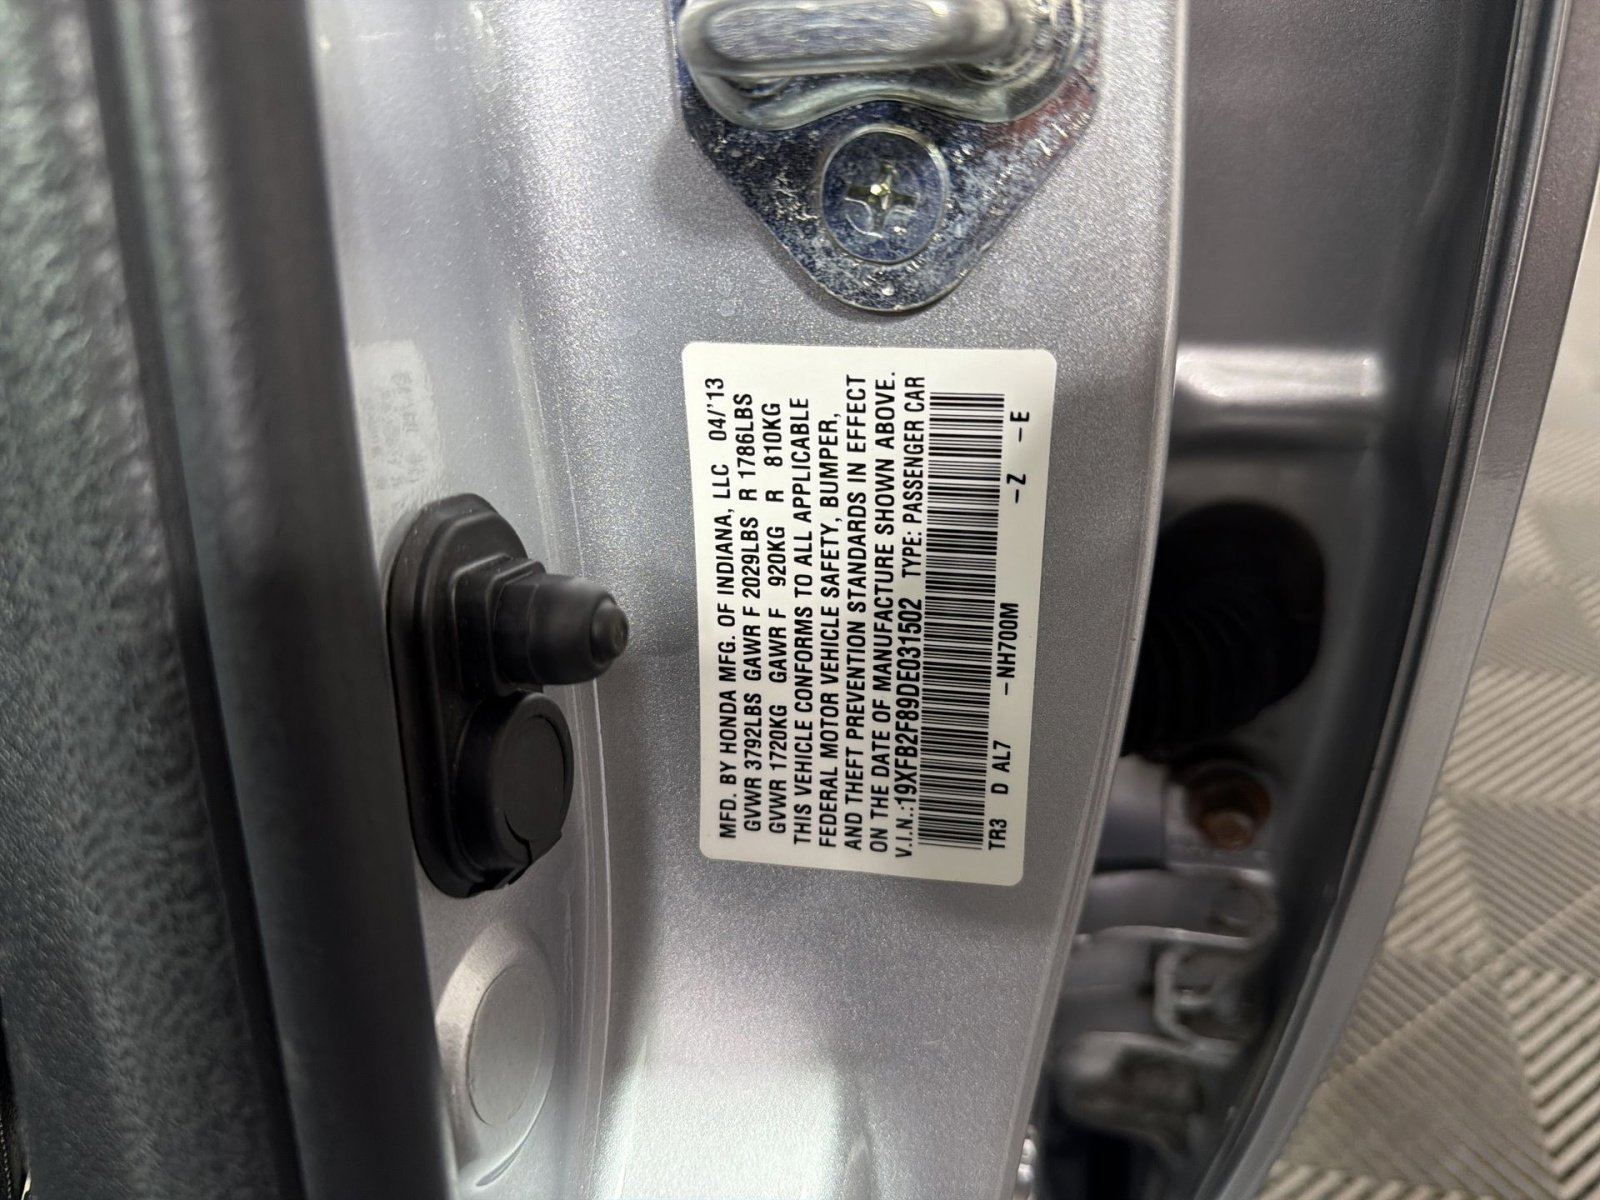 MFD. BY HONDA MFG. OF INDIANA, LLC 04/'13
GVWR 3792LBS GAWR F 2029LBS R 1786LBS
GVWR 1720KG GAWR F 920KG R 810KG
THIS VEHICLE CONFORMS TO ALL APPLICABLE
FEDERAL MOTOR VEHICLE SAFETY, BUMPER,
AND THEFT PREVENTION STANDARDS IN EFFECT
ON THE DATE OF MANUFACTURE SHOWN ABOVE.
V.I.N.:19XFB2F89DE031502 TYPE: PASSENGER CAR
TR3 D AL7 -NH700M -Z -E